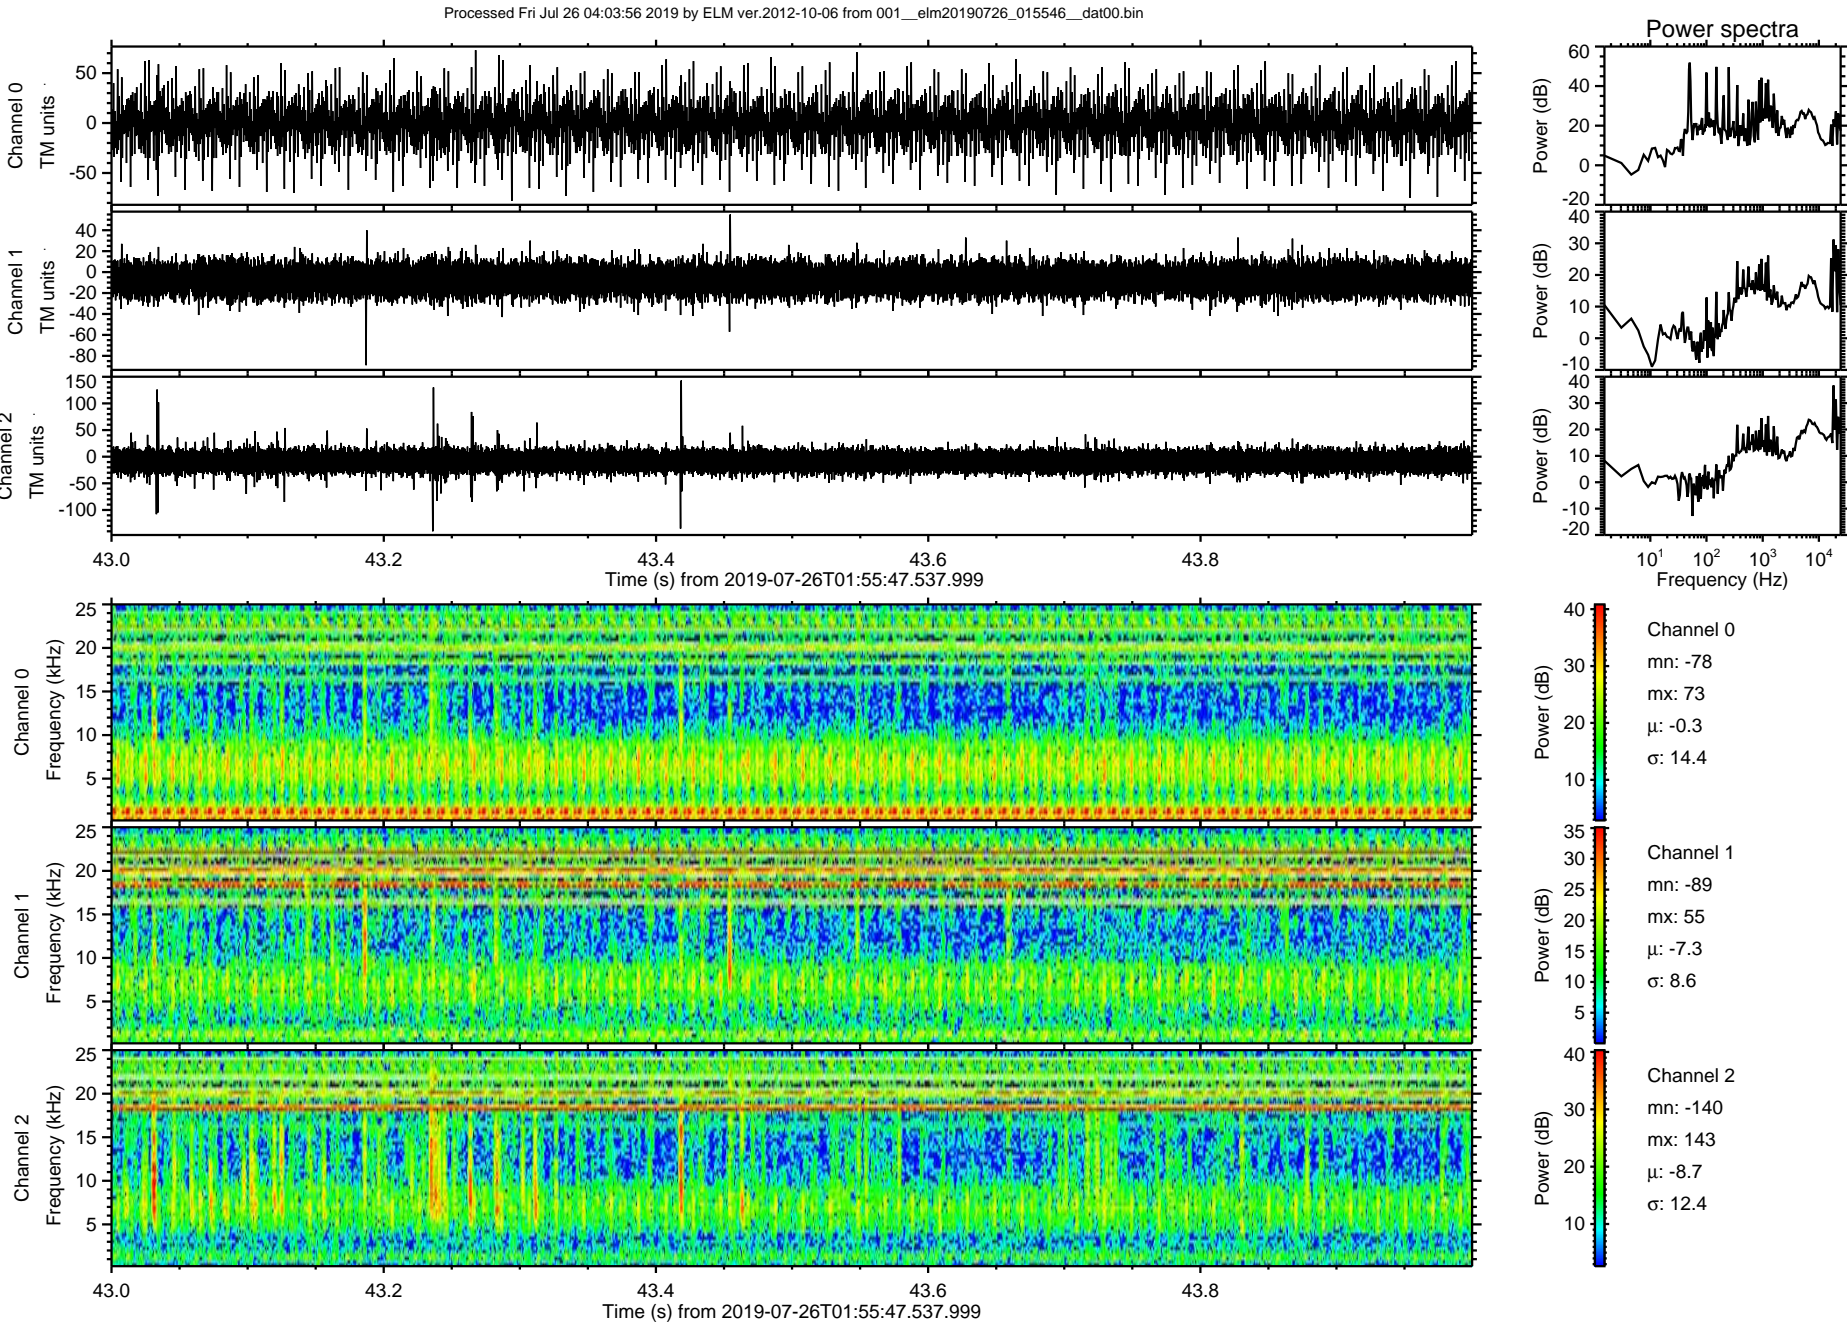 Processed Fri Jul 26 04:03:56 2019 by ELM ver.2012-10-06 from 001__elm20190726_015546__dat00.bin
Power spectra
Channel 0
TM units
50
0
-50
Power (dB)
60
40
20
0
-20
Channel 1
TM units
40
20
0
-20
-40
-60
-80
Power (dB)
40
30
20
10
0
-10
Channel 2
TM units
150
100
50
0
-50
-100
Power (dB)
40
30
20
10
0
-10
-20
43.0 43.2 43.4 43.6 43.8
Time (s) from 2019-07-26T01:55:47.537.999
10^1 10^2 10^3 10^4
Frequency (Hz)
Channel 0
Frequency (kHz)
25
20
15
10
5
Power (dB)
40
30
20
10
Channel 0
mn: -78
mx: 73
μ: -0.3
σ: 14.4
Channel 1
Frequency (kHz)
25
20
15
10
5
Power (dB)
35
30
25
20
15
10
5
Channel 1
mn: -89
mx: 55
μ: -7.3
σ: 8.6
Channel 2
Frequency (kHz)
25
20
15
10
5
Power (dB)
40
30
20
10
Channel 2
mn: -140
mx: 143
μ: -8.7
σ: 12.4
43.0 43.2 43.4 43.6 43.8
Time (s) from 2019-07-26T01:55:47.537.999